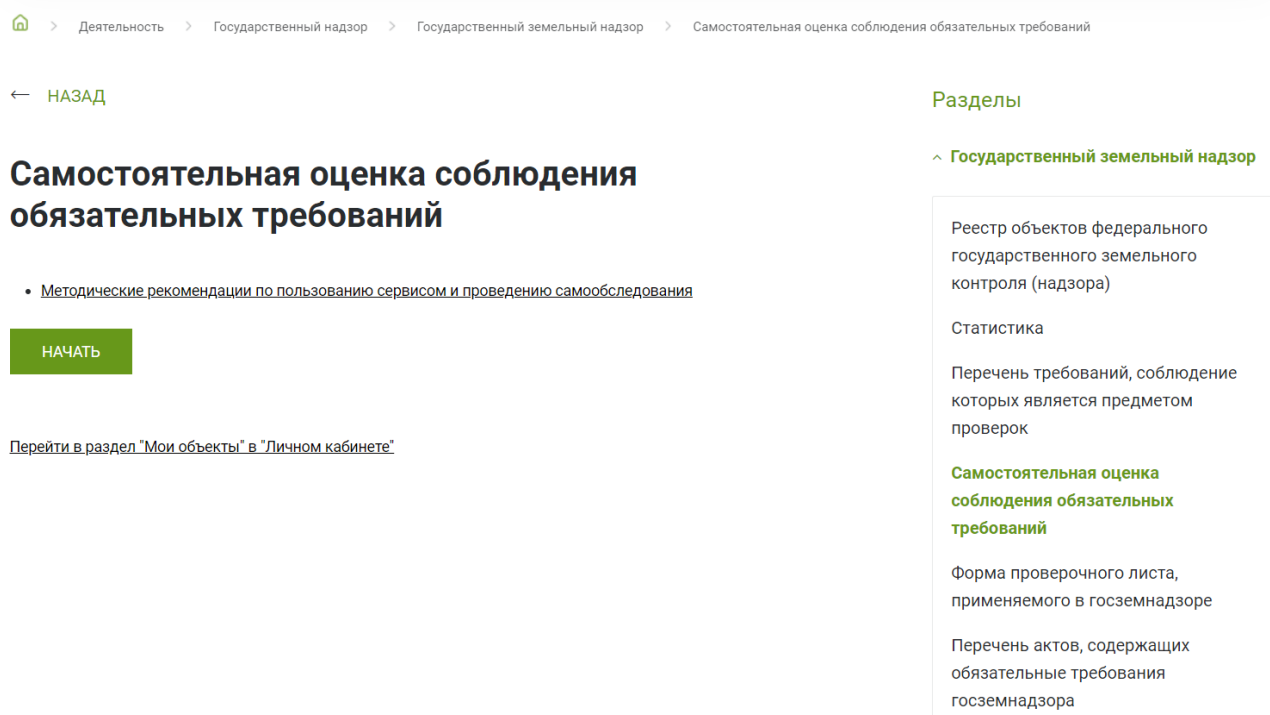 Деятельность
Государственный надзор
Государственный земельный надзор
Самостоятельная оценка соблюдения обязательных требований
НАЗАД
Самостоятельная оценка соблюдения
обязательных требований
Методические рекомендации по пользованию сервисом и проведению самообследования
НАЧАТЬ
Перейти в раздел "Мои объекты" в "Личном кабинете"
Разделы
Государственный земельный надзор
Реестр объектов федерального
государственного земельного
контроля (надзора)
Статистика
Перечень требований, соблюдение
которых является предметом
проверок
Самостоятельная оценка
соблюдения обязательных
требований
Форма проверочного листа,
применяемого в госземнадзоре
Перечень актов, содержащих
обязательные требования
госземнадзора